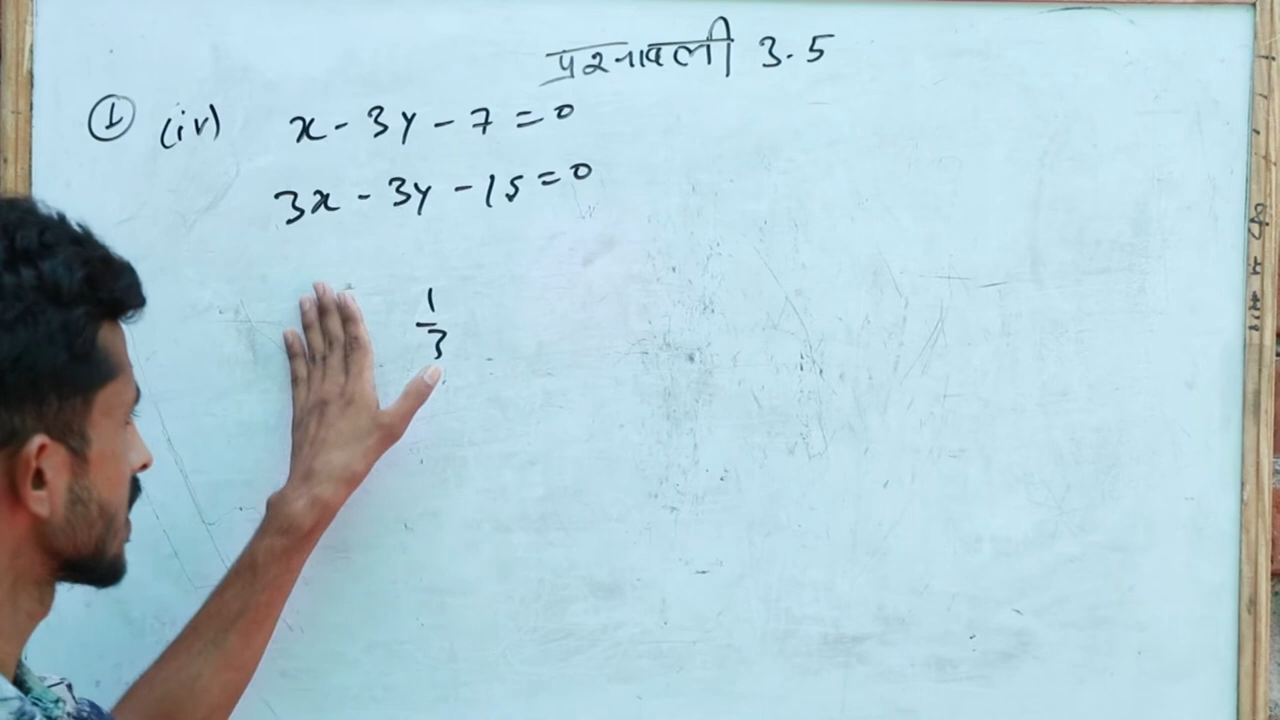 प्रश्नावली 3.5
① (iv) x - 3y - 7 = 0
3x - 3y - 15 = 0
1/3